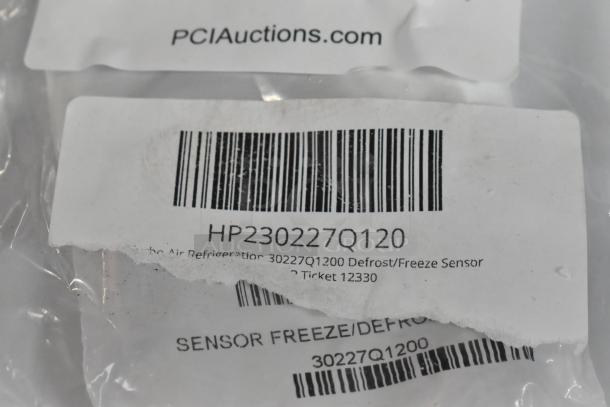 PCIAuctions.com
HP230227Q120
Air Refrigeration 30227Q1200 Defrost/Freeze Sensor
Ticket 12330
SENSOR FREEZE/DEFRO
30227Q1200